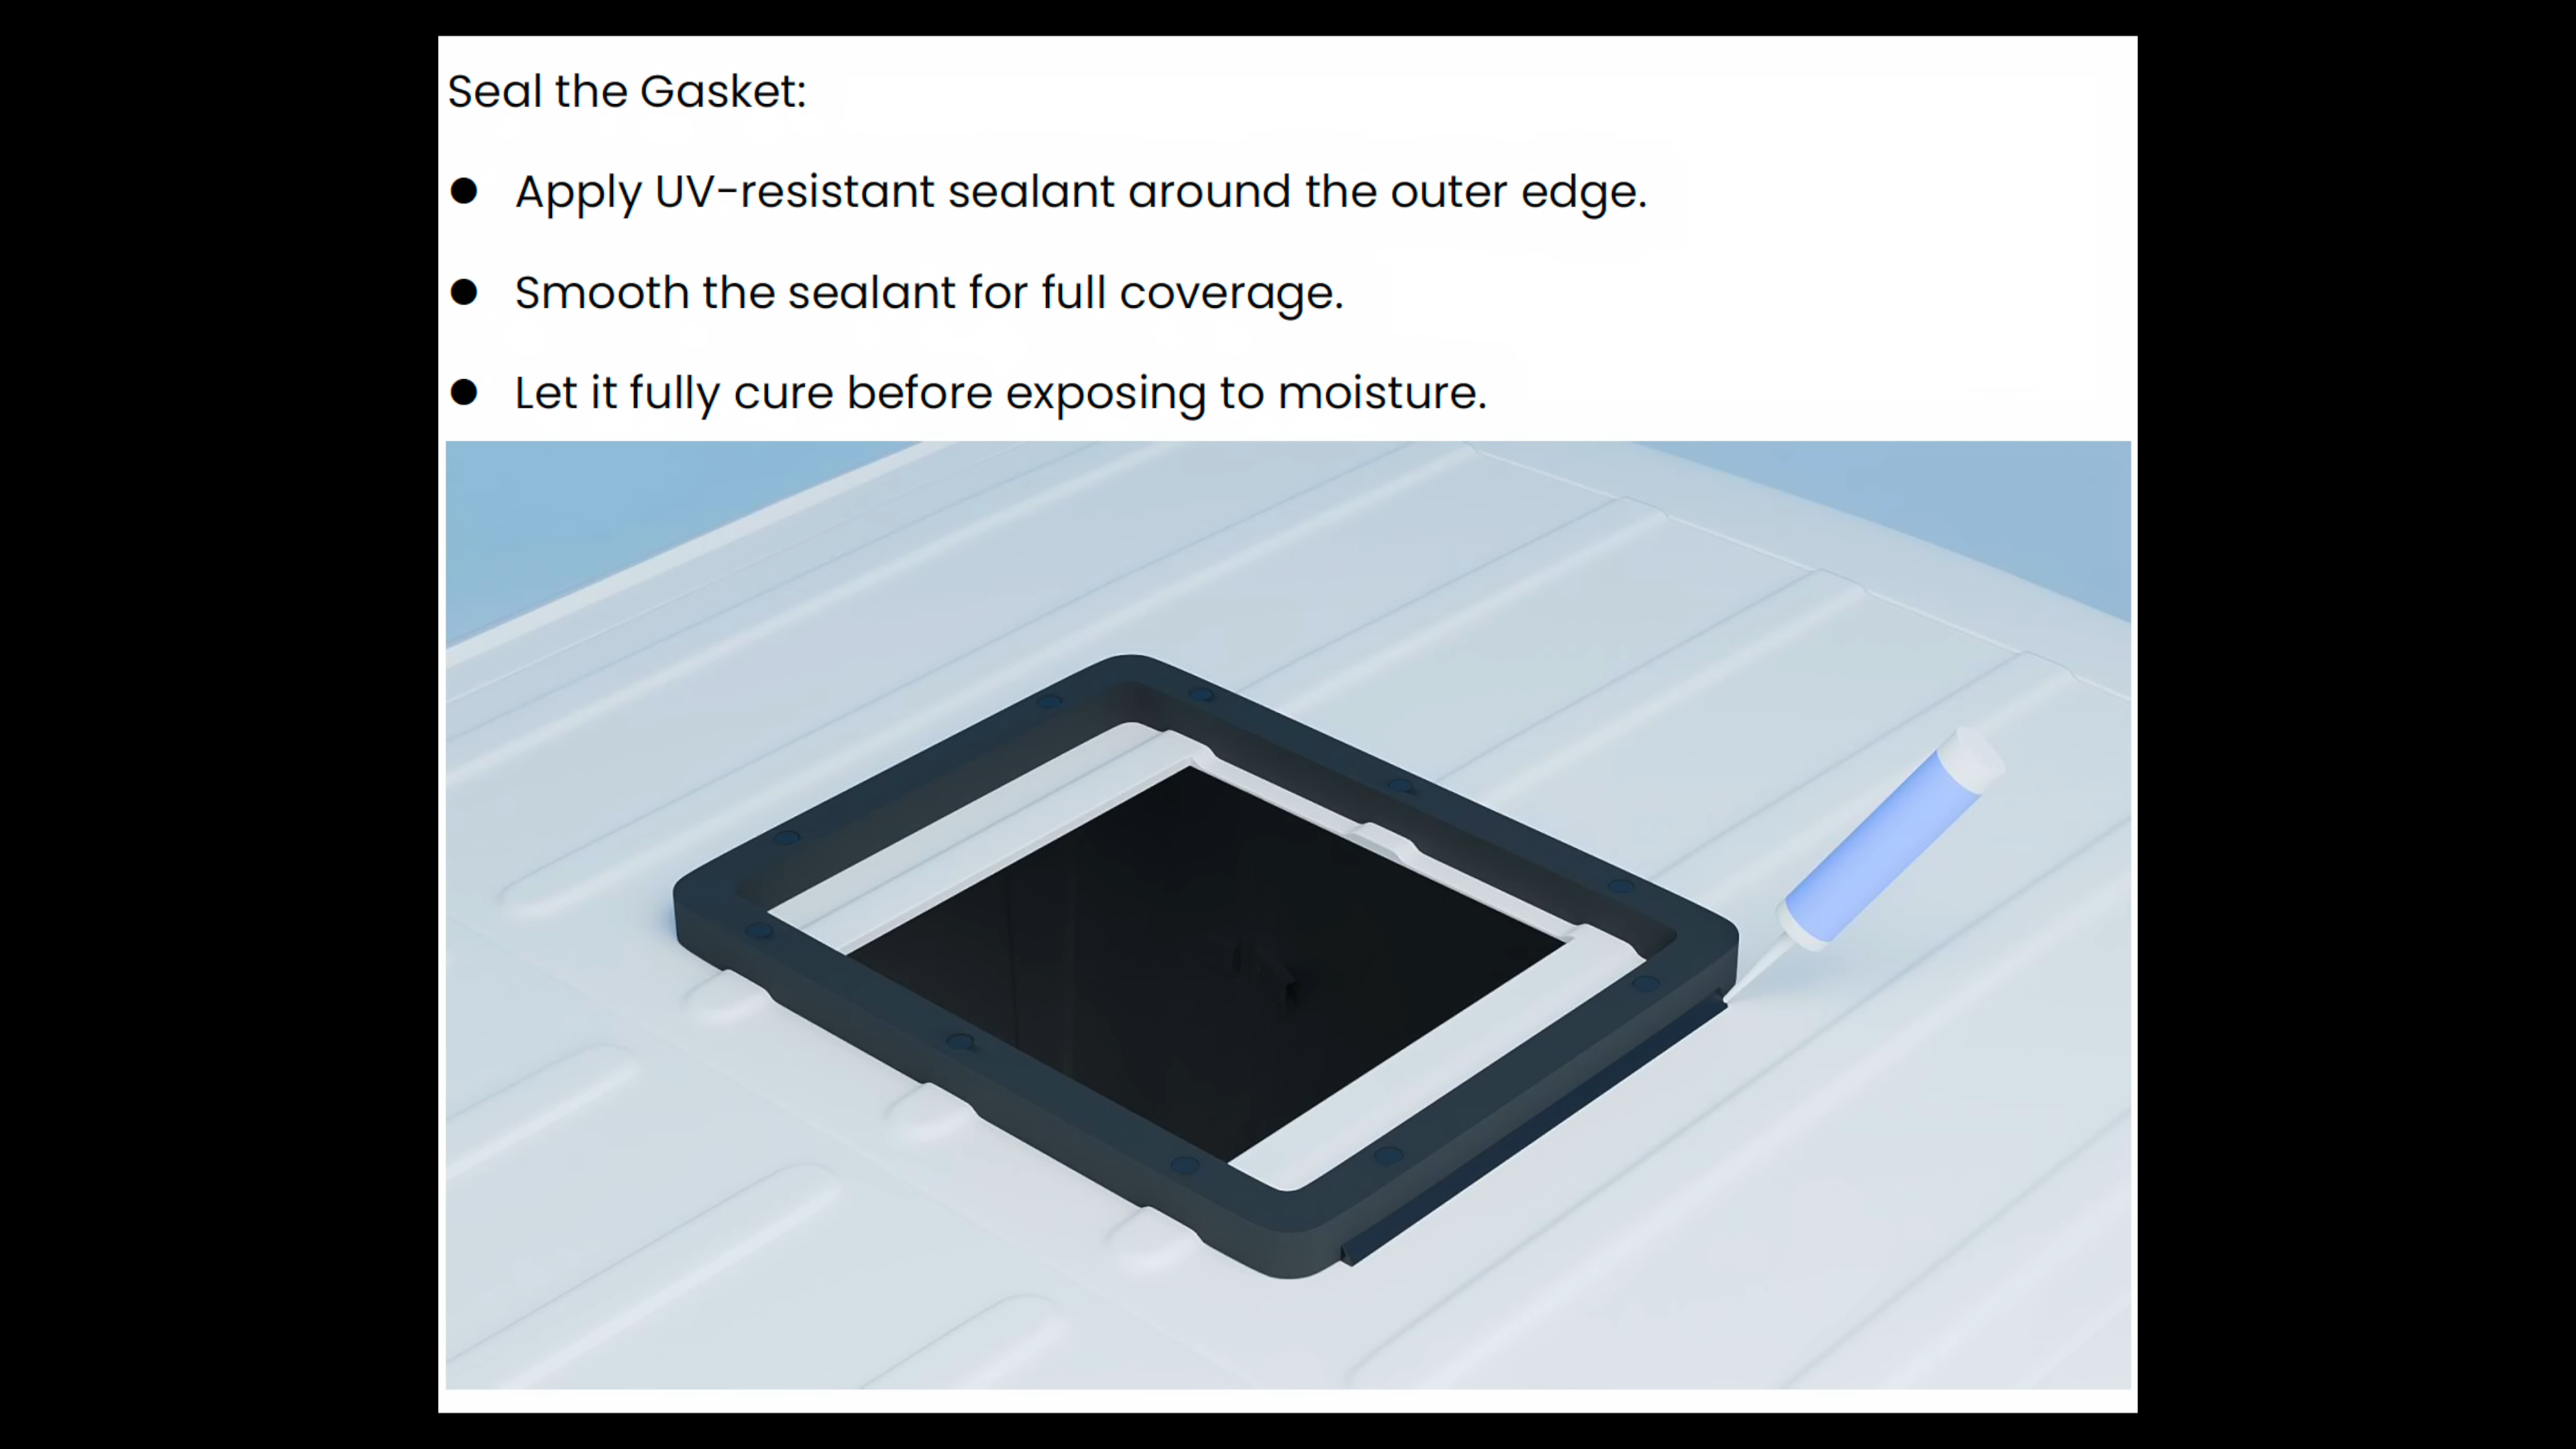 Seal the Gasket:
● Apply UV-resistant sealant around the outer edge.
● Smooth the sealant for full coverage.
● Let it fully cure before exposing to moisture.